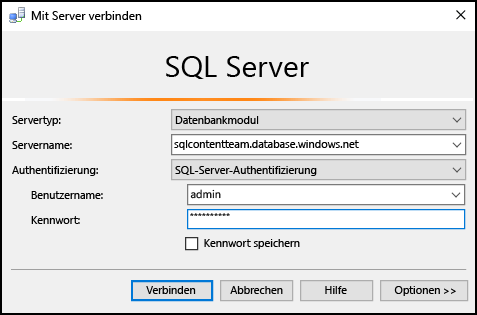 Mit Server verbinden
SQL Server
Servertyp: Datenbankmodul
Servername: sqlcontentteam.database.windows.net
Authentifizierung: SQL-Server-Authentifizierung
Benutzername: admin
Kennwort: **********
Kennwort speichern
Verbinden Abbrechen Hilfe Optionen >>